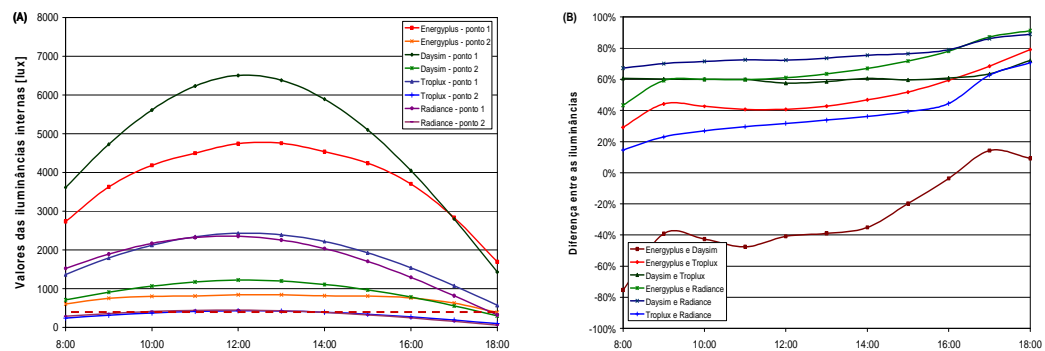 (A)
Valores das iluminâncias internas [lux]
8000
7000
6000
5000
4000
3000
2000
1000
0
8:00 10:00 12:00 14:00 16:00 18:00
Energyplus - ponto 1
Energyplus - ponto 2
Daysim - ponto 1
Daysim - ponto 2
Troplux - ponto 1
Troplux - ponto 2
Radiance - ponto 1
Radiance - ponto 2
(B)
Diferença entre as iluminâncias
100%
80%
60%
40%
20%
0%
-20%
-40%
-60%
-80%
-100%
8:00 10:00 12:00 14:00 16:00 18:00
Energyplus e Daysim
Energyplus e Troplux
Daysim e Troplux
Energyplus e Radiance
Daysim e Radiance
Troplux e Radiance